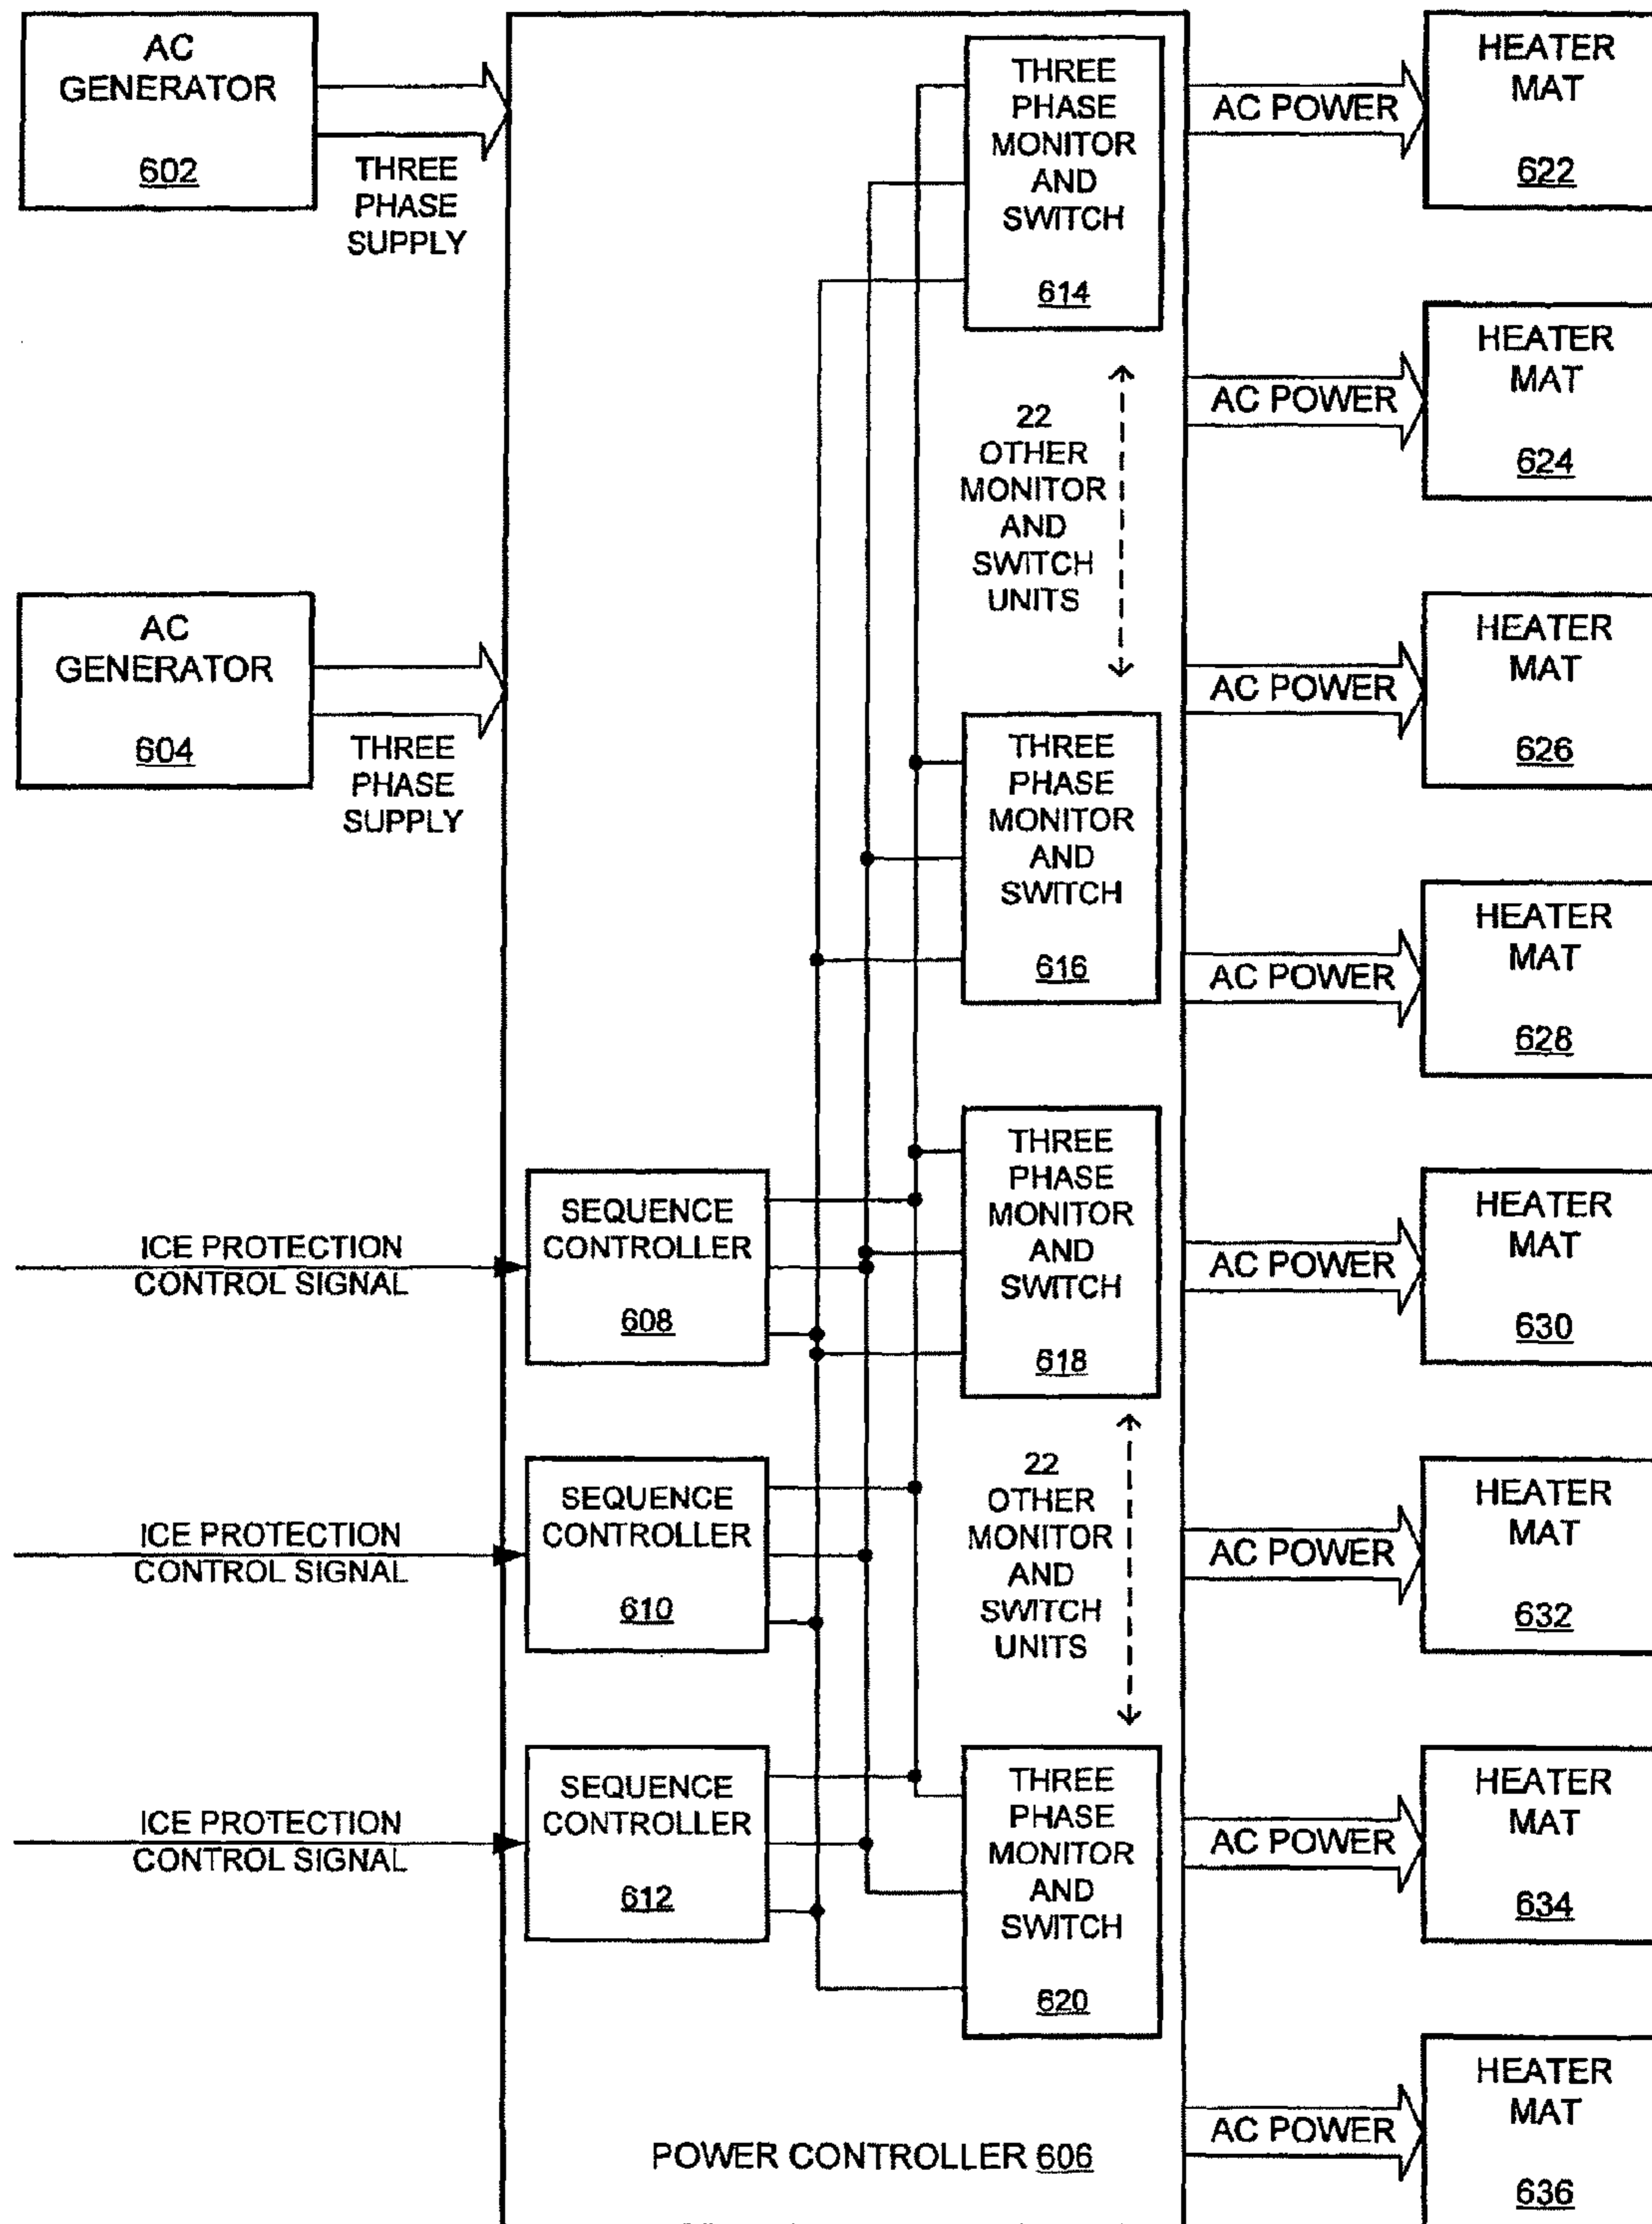 AC
GENERATOR
602
THREE
PHASE
SUPPLY
AC
GENERATOR
604
THREE
PHASE
SUPPLY
ICE PROTECTION
CONTROL SIGNAL
ICE PROTECTION
CONTROL SIGNAL
ICE PROTECTION
CONTROL SIGNAL
SEQUENCE
CONTROLLER
608
SEQUENCE
CONTROLLER
610
SEQUENCE
CONTROLLER
612
THREE
PHASE
MONITOR
AND
SWITCH
614
22
OTHER
MONITOR
AND
SWITCH
UNITS
THREE
PHASE
MONITOR
AND
SWITCH
616
THREE
PHASE
MONITOR
AND
SWITCH
618
22
OTHER
MONITOR
AND
SWITCH
UNITS
THREE
PHASE
MONITOR
AND
SWITCH
620
POWER CONTROLLER 606
AC POWER
HEATER
MAT
622
AC POWER
HEATER
MAT
624
AC POWER
HEATER
MAT
626
AC POWER
HEATER
MAT
628
AC POWER
HEATER
MAT
630
AC POWER
HEATER
MAT
632
AC POWER
HEATER
MAT
634
AC POWER
HEATER
MAT
636